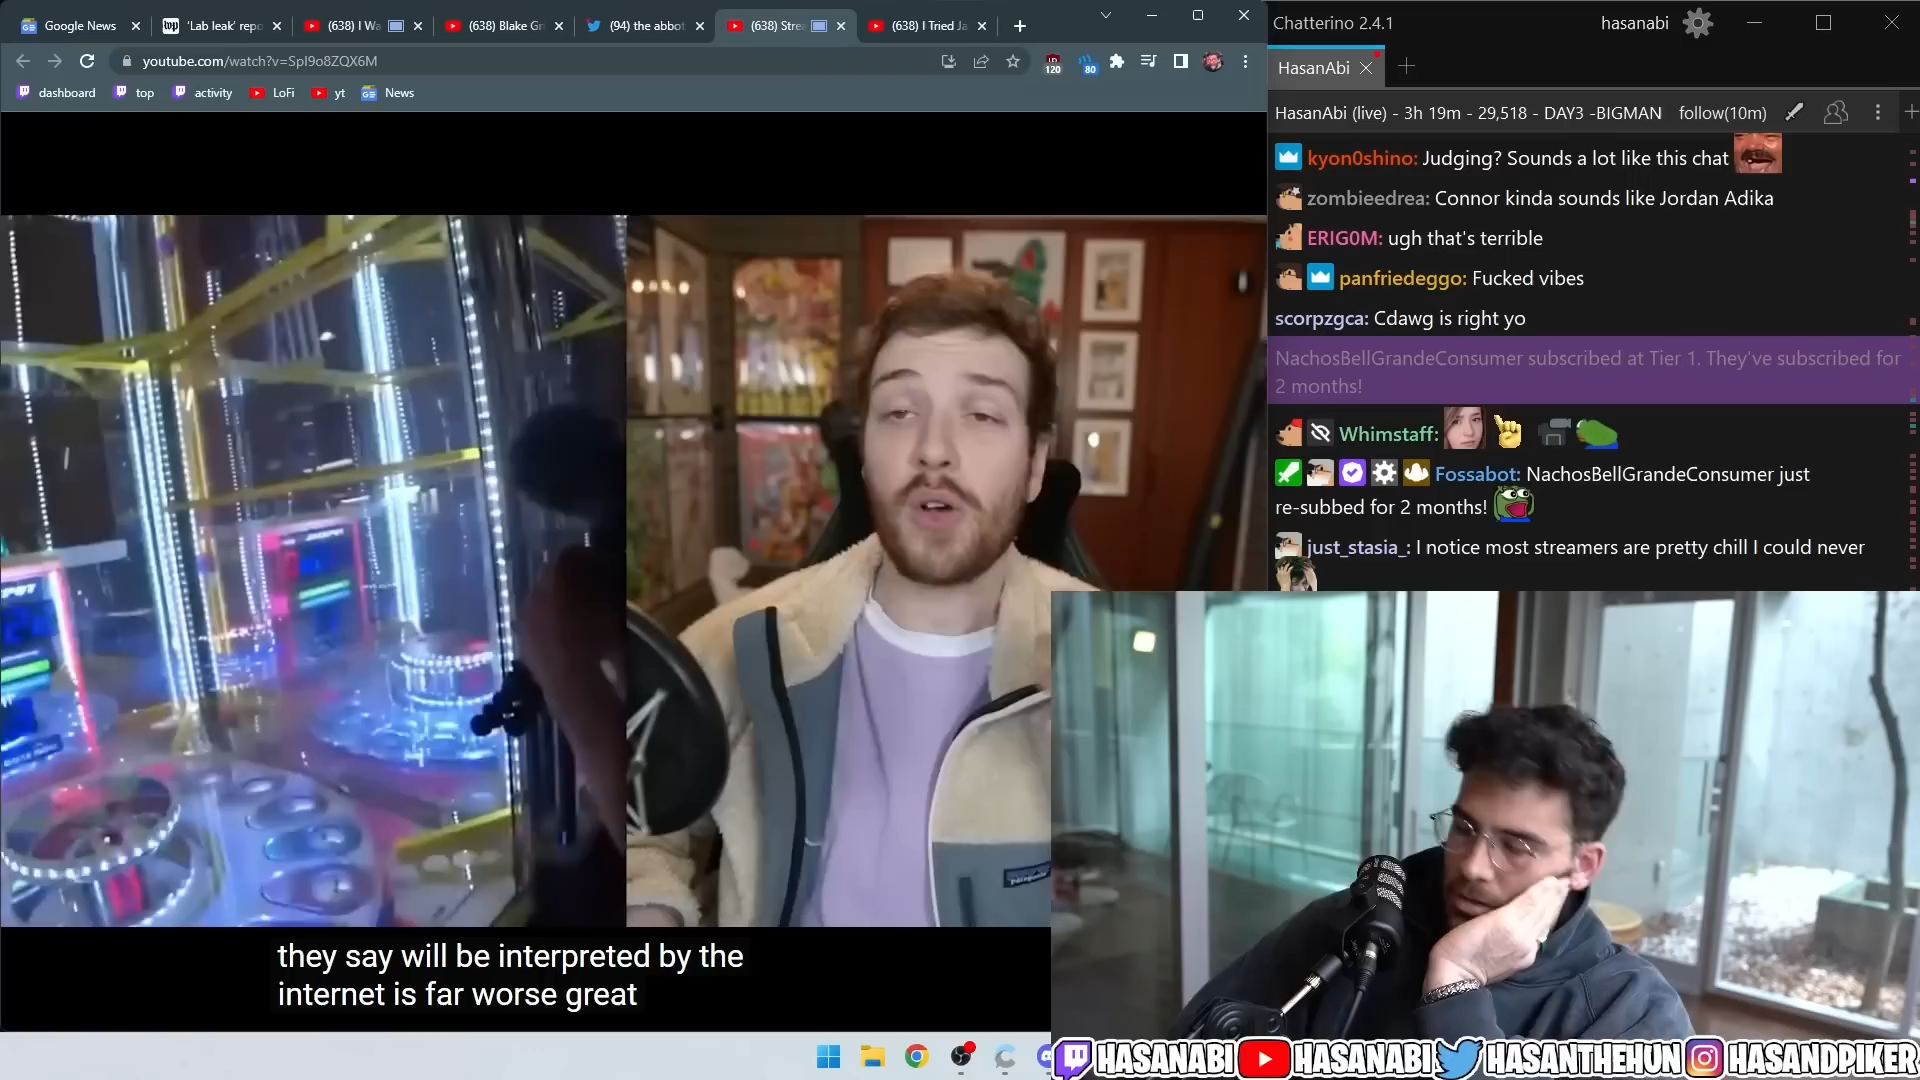 Google News
'Lab leak' repo
(638) I Wa
(638) Blake Gr
(94) the abbot
(638) Strea
(638) I Tried Ja
youtube.com/watch?v=SpI9o8ZQX6M
120
80
dashboard
top
activity
LoFi
yt
News
they say will be interpreted by the
internet is far worse great
Chatterino 2.4.1
hasanabi
HasanAbi
HasanAbi (live) - 3h 19m - 29,518 - DAY3 -BIGMAN follow(10m)
kyon0shino: Judging? Sounds a lot like this chat
zombieedrea: Connor kinda sounds like Jordan Adika
ERIG0M: ugh that's terrible
panfriedeggo: Fucked vibes
scorpzgca: Cdawg is right yo
NachosBellGrandeConsumer subscribed at Tier 1. They've subscribed for
2 months!
Whimstaff:
Fossabot: NachosBellGrandeConsumer just
re-subbed for 2 months!
just_stasia_: I notice most streamers are pretty chill I could never
HASANABI
HASANABI
HASANTHEHUN
HASANDPIKER